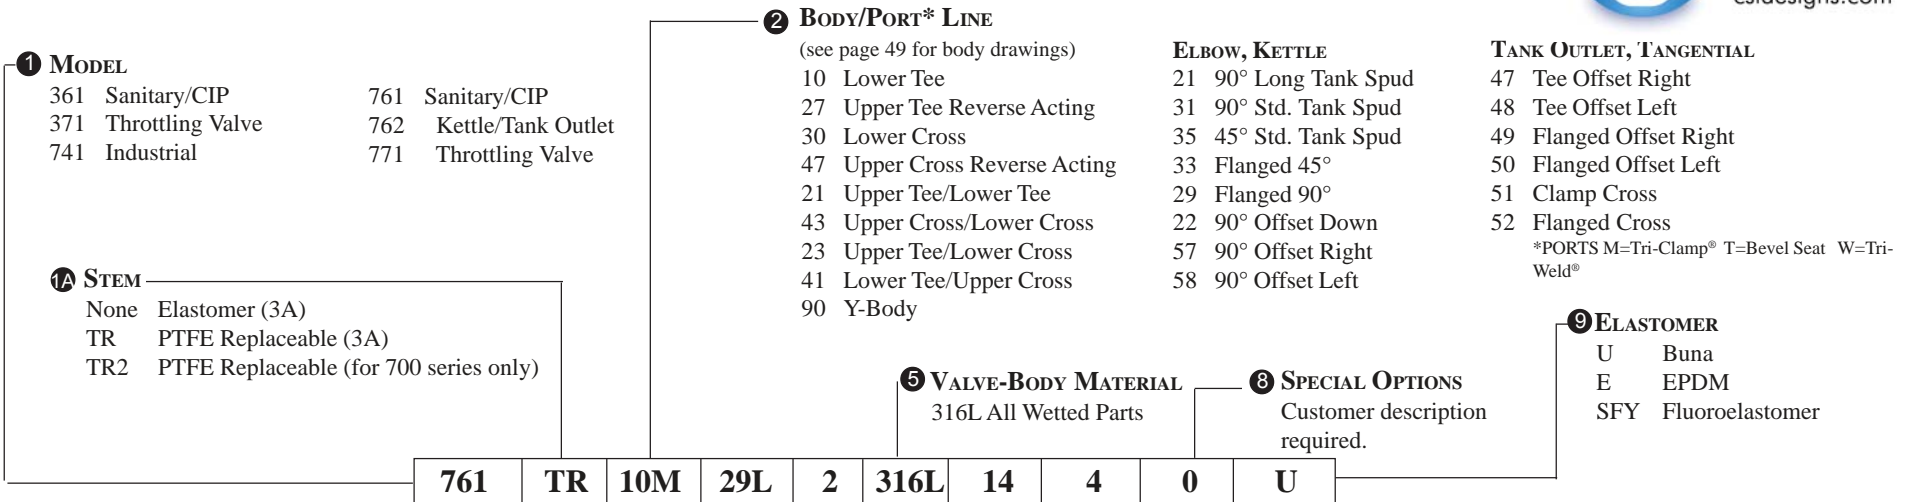 csidesigns.com
1 MODEL
361 Sanitary/CIP
371 Throttling Valve
741 Industrial
761 Sanitary/CIP
762 Kettle/Tank Outlet
771 Throttling Valve
1A STEM
None Elastomer (3A)
TR PTFE Replaceable (3A)
TR2 PTFE Replaceable (for 700 series only)
2 BODY/PORT* LINE
(see page 49 for body drawings)
10 Lower Tee
27 Upper Tee Reverse Acting
30 Lower Cross
47 Upper Cross Reverse Acting
21 Upper Tee/Lower Tee
43 Upper Cross/Lower Cross
23 Upper Tee/Lower Cross
41 Lower Tee/Upper Cross
90 Y-Body
ELBOW, KETTLE
21 90° Long Tank Spud
31 90° Std. Tank Spud
35 45° Std. Tank Spud
33 Flanged 45°
29 Flanged 90°
22 90° Offset Down
57 90° Offset Right
58 90° Offset Left
TANK OUTLET, TANGENTIAL
47 Tee Offset Right
48 Tee Offset Left
49 Flanged Offset Right
50 Flanged Offset Left
51 Clamp Cross
52 Flanged Cross
*PORTS M=Tri-Clamp® T=Bevel Seat W=Tri-
Weld®
5 VALVE-BODY MATERIAL
316L All Wetted Parts
8 SPECIAL OPTIONS
Customer description
required.
9 ELASTOMER
U Buna
E EPDM
SFY Fluoroelastomer
761 TR 10M 29L 2 316L 14 4 0 U